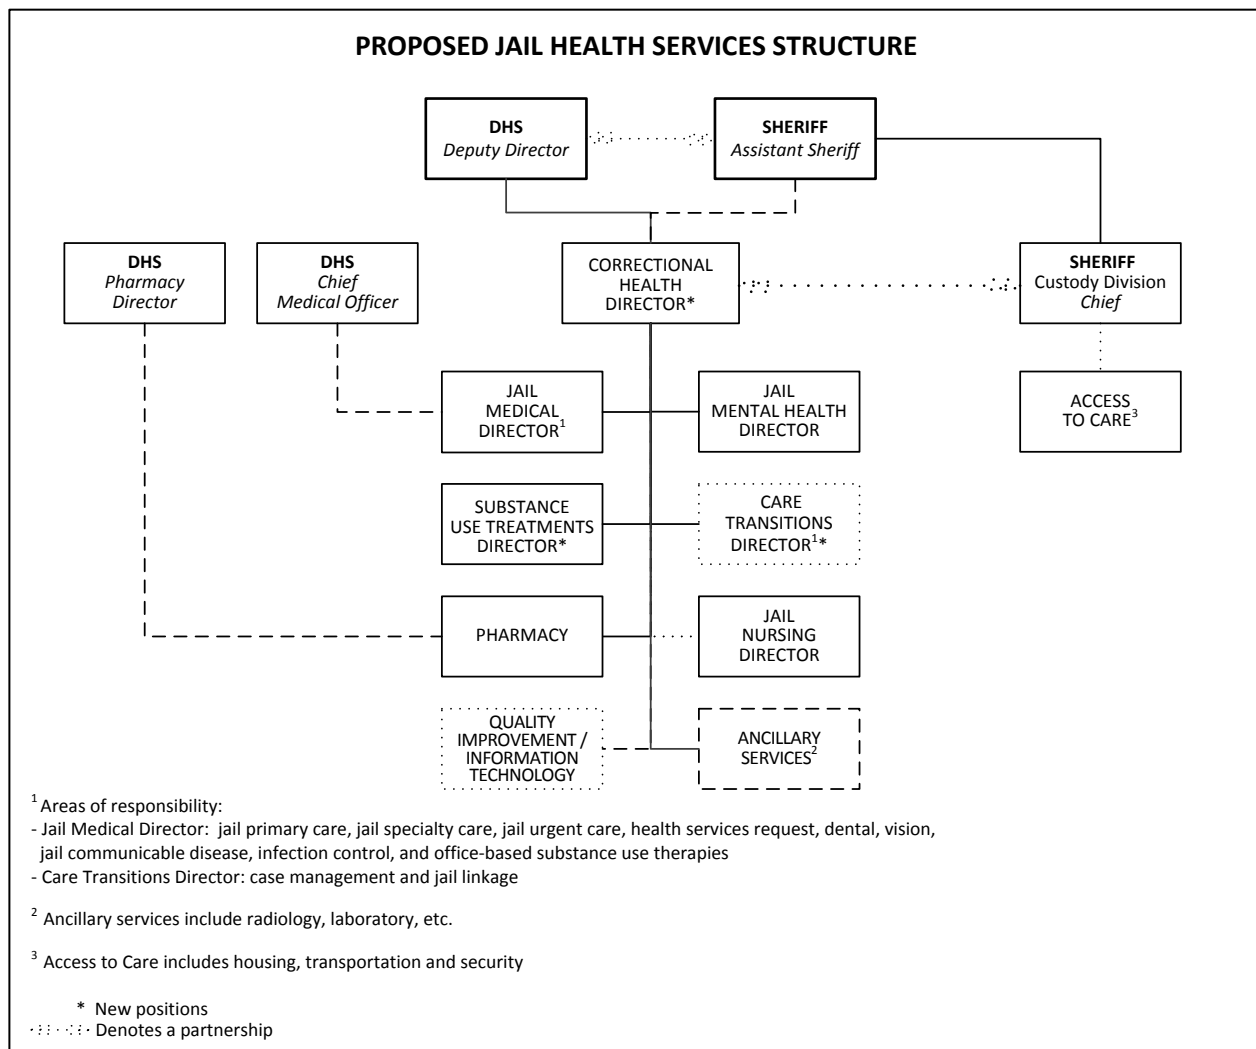 PROPOSED JAIL HEALTH SERVICES STRUCTURE
DHS
Deputy Director
SHERIFF
Assistant Sheriff
DHS
Pharmacy
Director
DHS
Chief
Medical Officer
CORRECTIONAL
HEALTH
DIRECTOR*
SHERIFF
Custody Division
Chief
JAIL
MEDICAL
DIRECTOR¹
JAIL
MENTAL HEALTH
DIRECTOR
ACCESS
TO CARE³
SUBSTANCE
USE TREATMENTS
DIRECTOR*
CARE
TRANSITIONS
DIRECTOR¹*
PHARMACY
JAIL
NURSING
DIRECTOR
QUALITY
IMPROVEMENT /
INFORMATION
TECHNOLOGY
ANCILLARY
SERVICES²
¹ Areas of responsibility:
- Jail Medical Director: jail primary care, jail specialty care, jail urgent care, health services request, dental, vision,
jail communicable disease, infection control, and office-based substance use therapies
- Care Transitions Director: case management and jail linkage
² Ancillary services include radiology, laboratory, etc.
³ Access to Care includes housing, transportation and security
* New positions
Denotes a partnership